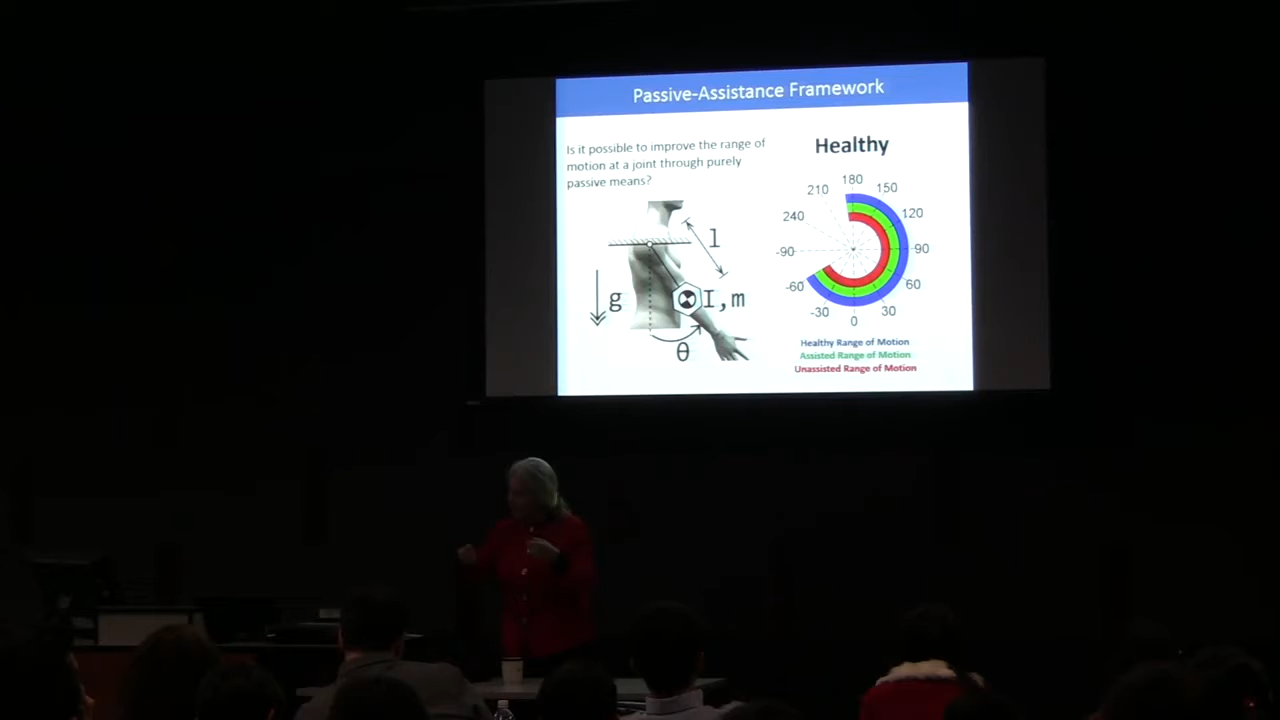 Passive-Assistance Framework
Is it possible to improve the range of
motion at a joint through purely
passive means?
l
g
I,m
θ
Healthy
180
210
150
240
120
-90
90
-60
60
-30
30
0
Healthy Range of Motion
Assisted Range of Motion
Unassisted Range of Motion